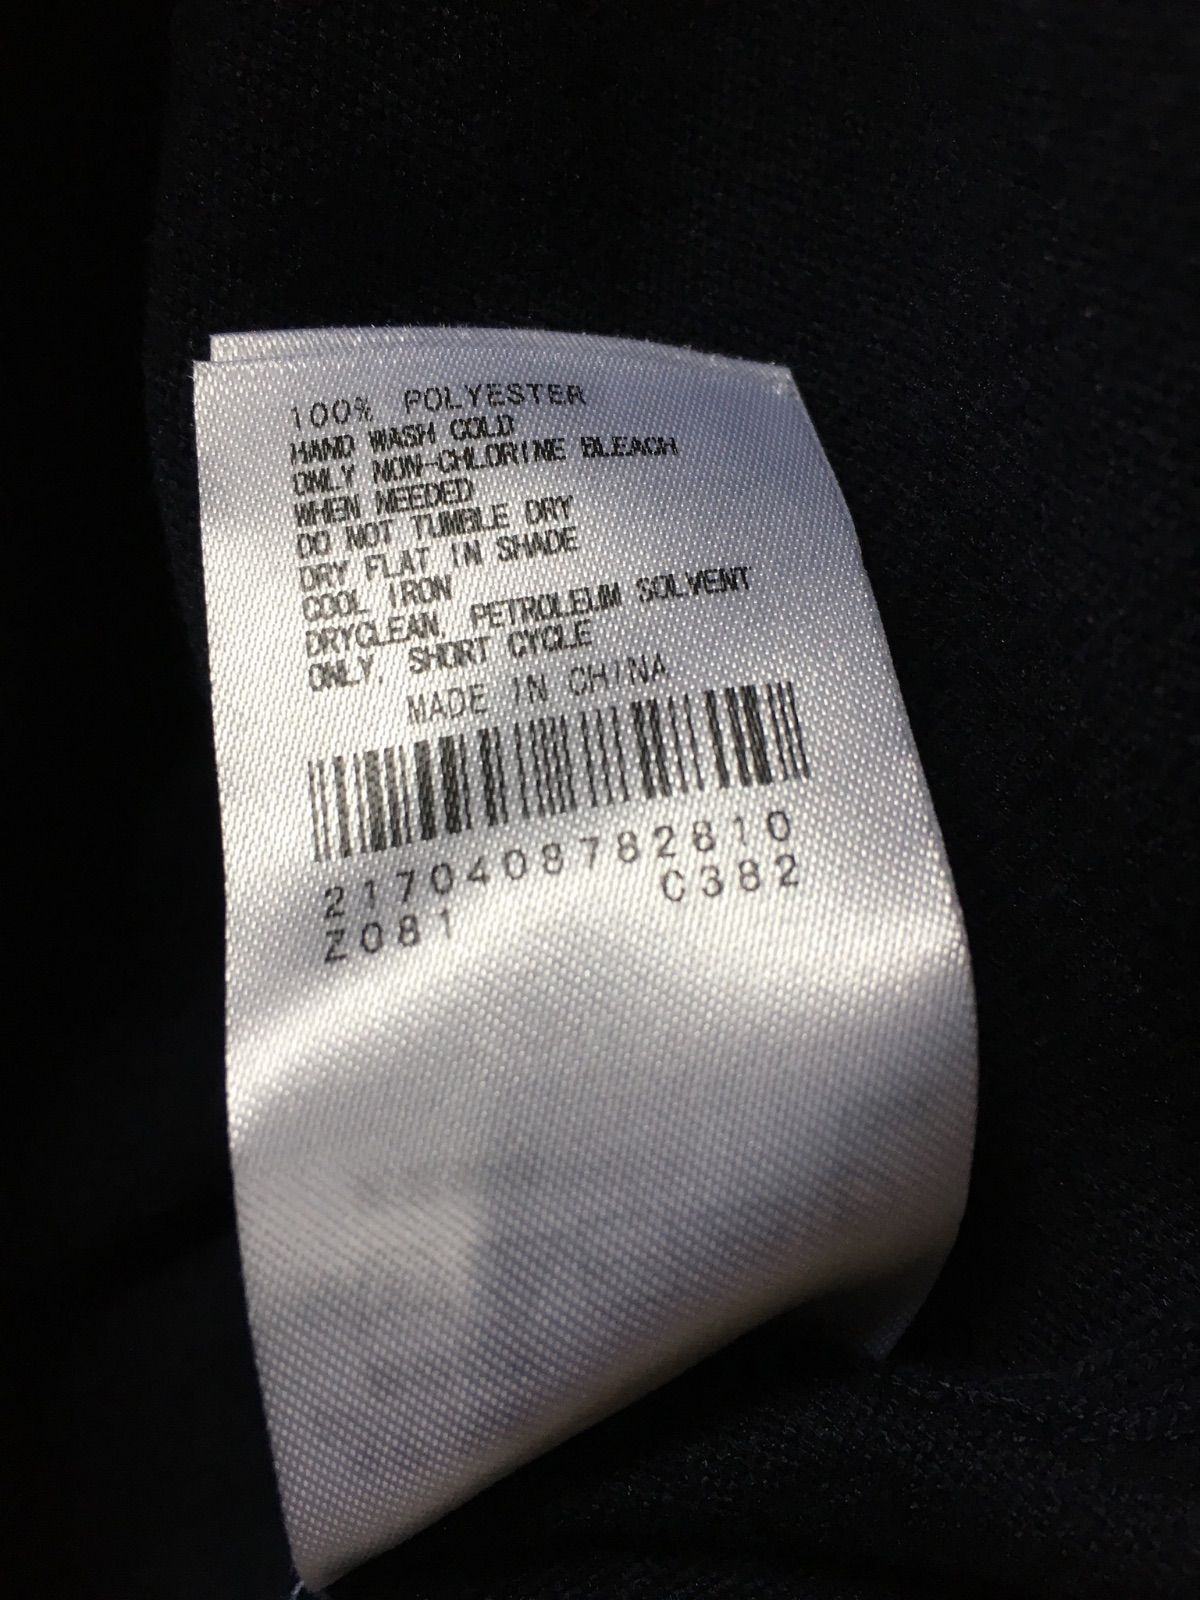 100% POLYESTER
HAND WASH COLD
ONLY NON-CHLORINE BLEACH
WHEN NEEDED
DO NOT TUMBLE DRY
DRY FLAT IN SHADE
COOL IRON
DRYCLEAN, PETROLEUM SOLVENT
ONLY, SHORT CYCLE
MADE IN CHINA
2170408782810
Z081 C382